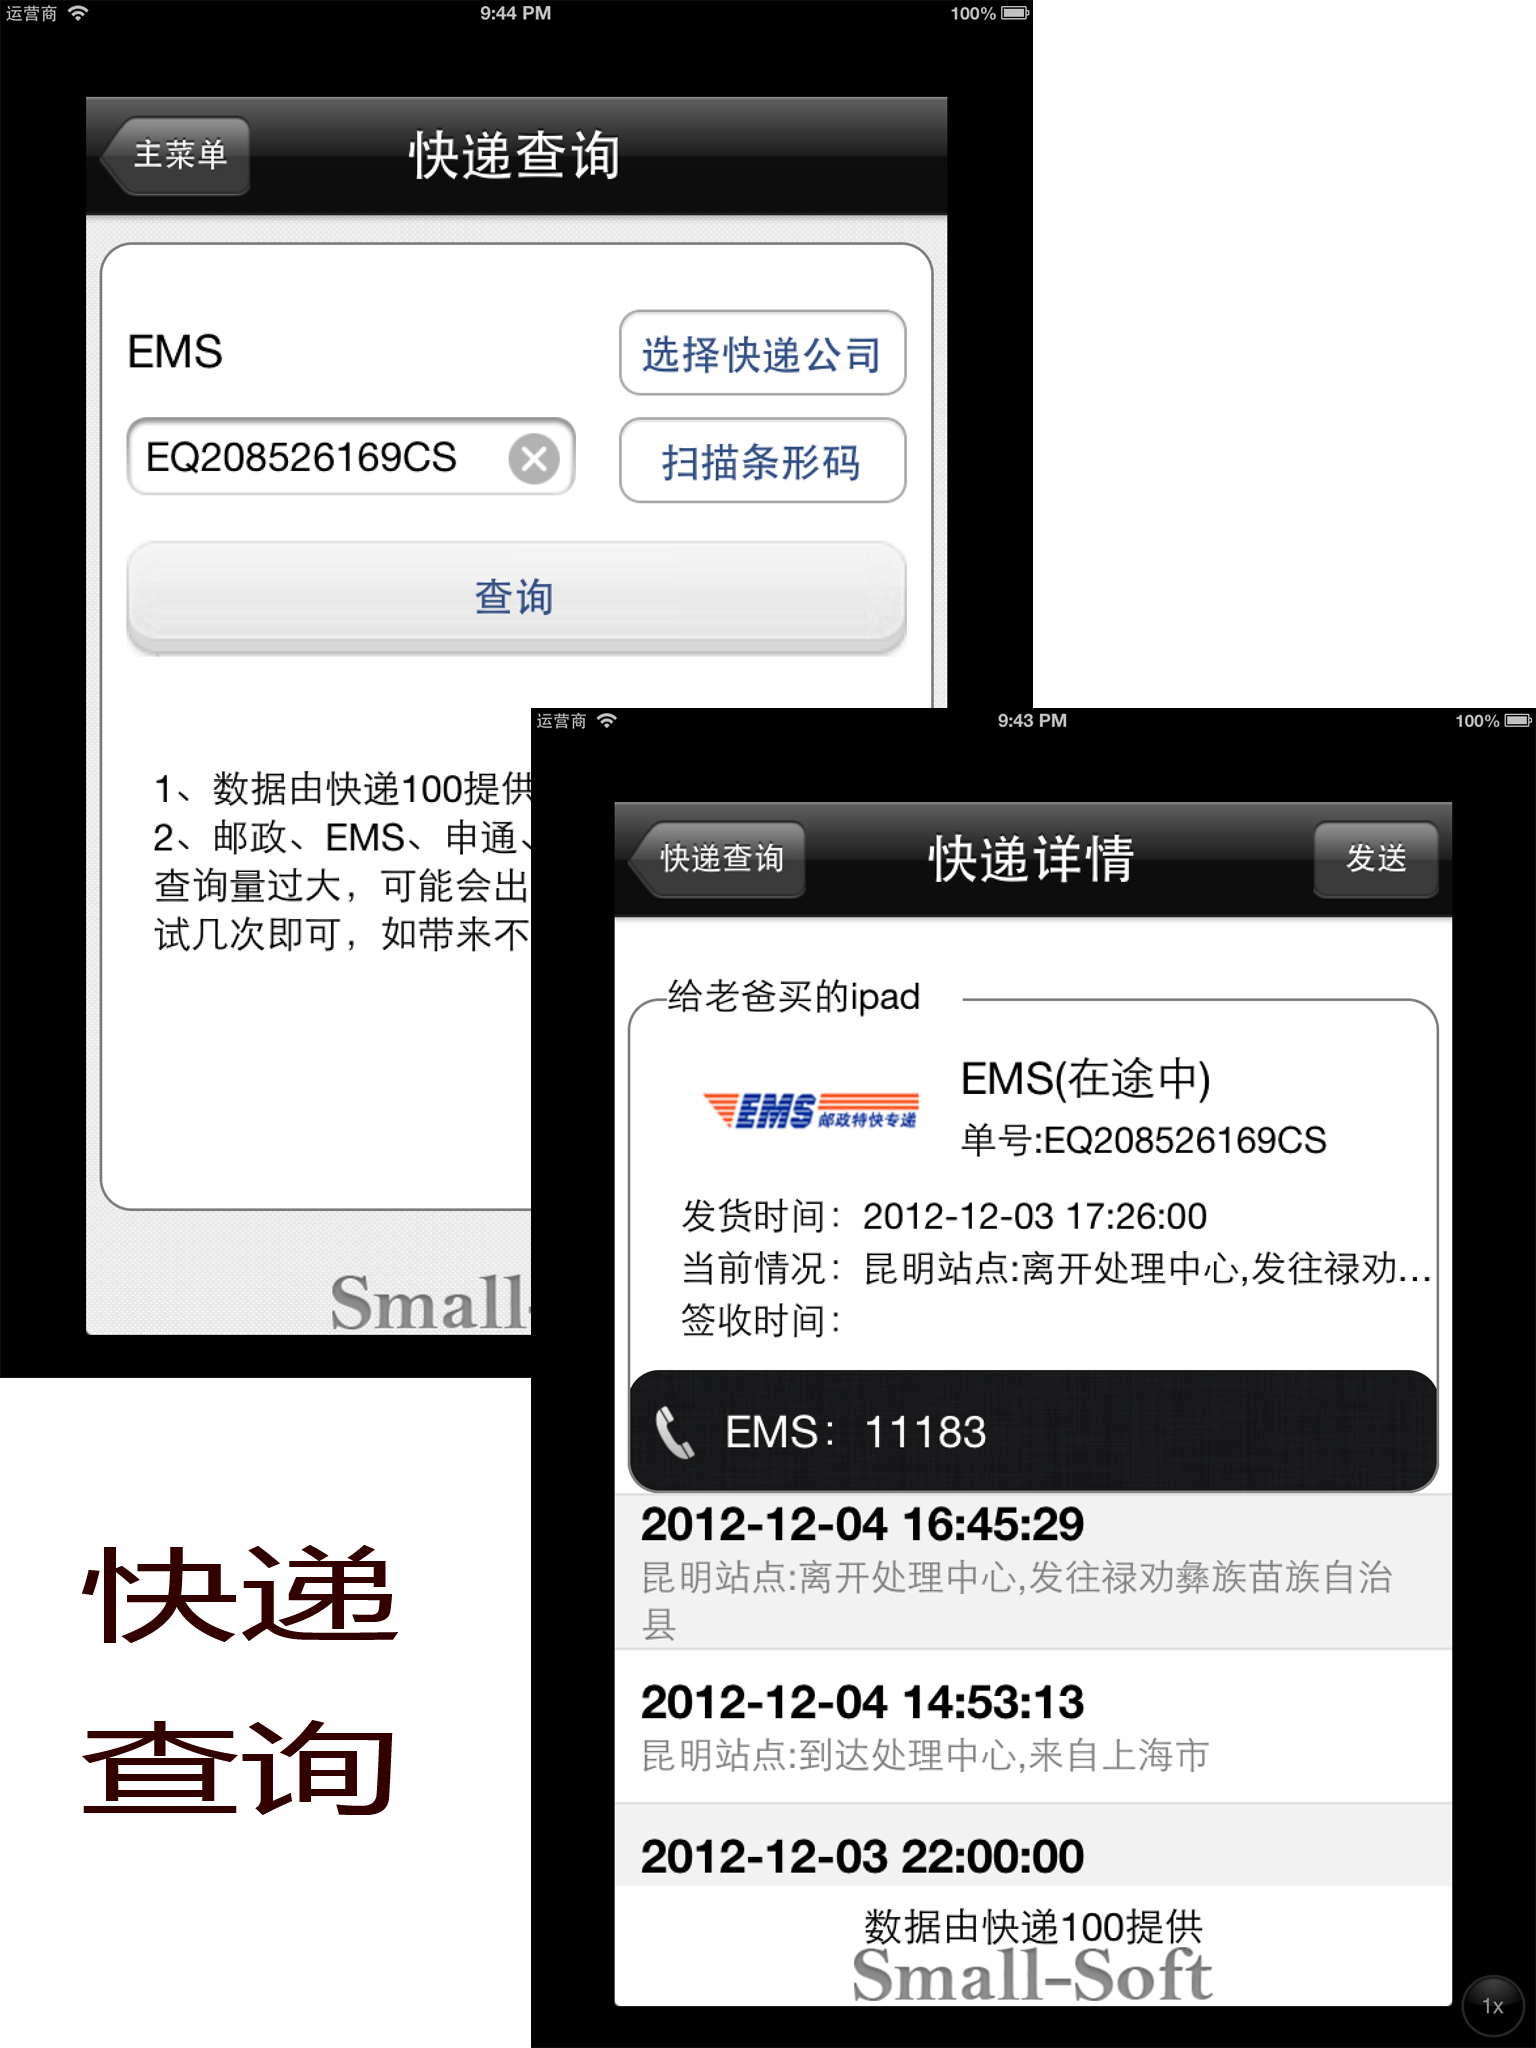 运营商
9:44 PM
100%
主菜单
快递查询
EMS
选择快递公司
EQ208526169CS
扫描条形码
查询
1、数据由快递100提供
2、邮政、EMS、申通、
查询量过大，可能会出
试几次即可，如带来不
Small-
运营商
9:43 PM
100%
快递查询
快递详情
发送
给老爸买的ipad
EMS 邮政特快专递
EMS(在途中)
单号:EQ208526169CS
发货时间：2012-12-03 17:26:00
当前情况：昆明站点:离开处理中心,发往禄劝...
签收时间：
EMS：11183
2012-12-04 16:45:29
昆明站点:离开处理中心,发往禄劝彝族苗族自治
县
2012-12-04 14:53:13
昆明站点:到达处理中心,来自上海市
2012-12-03 22:00:00
数据由快递100提供
Small-Soft
1x
快递
查询